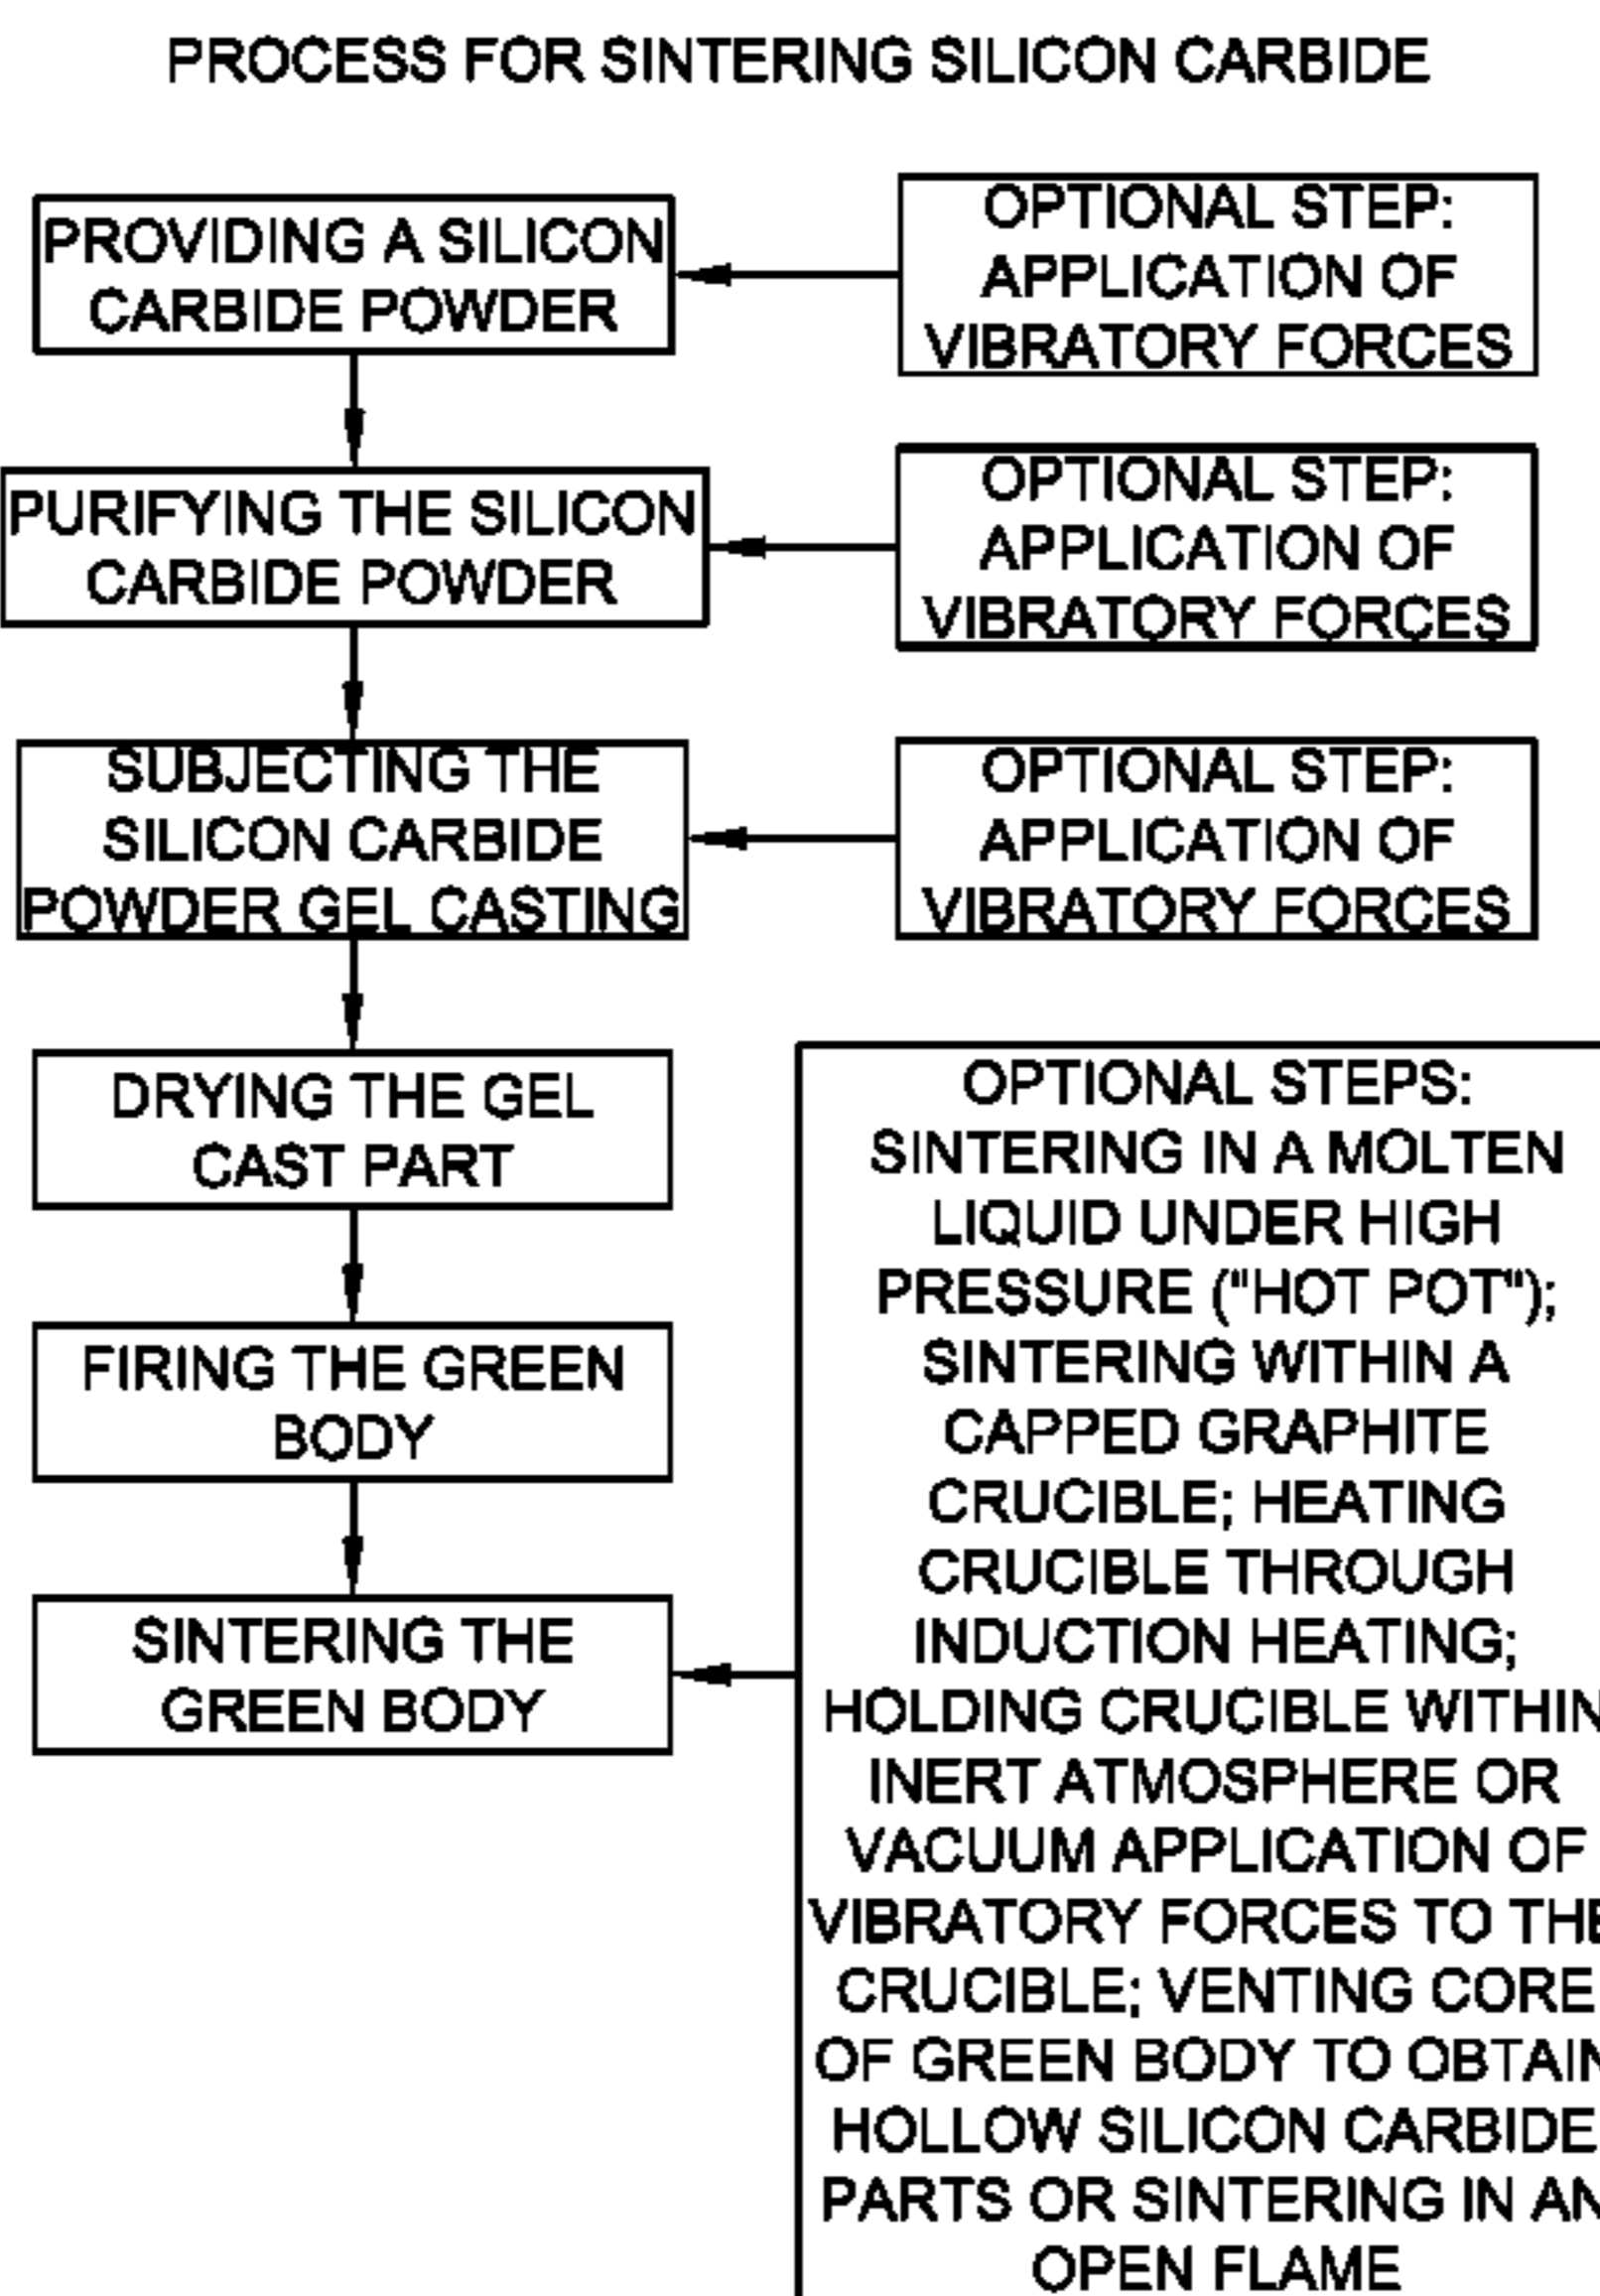 PROCESS FOR SINTERING SILICON CARBIDE
PROVIDING A SILICON
CARBIDE POWDER
OPTIONAL STEP:
APPLICATION OF
VIBRATORY FORCES
PURIFYING THE SILICON
CARBIDE POWDER
OPTIONAL STEP:
APPLICATION OF
VIBRATORY FORCES
SUBJECTING THE
SILICON CARBIDE
POWDER GEL CASTING
OPTIONAL STEP:
APPLICATION OF
VIBRATORY FORCES
DRYING THE GEL
CAST PART
FIRING THE GREEN
BODY
SINTERING THE
GREEN BODY
OPTIONAL STEPS:
SINTERING IN A MOLTEN
LIQUID UNDER HIGH
PRESSURE ("HOT POT");
SINTERING WITHIN A
CAPPED GRAPHITE
CRUCIBLE; HEATING
CRUCIBLE THROUGH
INDUCTION HEATING;
HOLDING CRUCIBLE WITHIN
INERT ATMOSPHERE OR
VACUUM APPLICATION OF
VIBRATORY FORCES TO THE
CRUCIBLE; VENTING CORE
OF GREEN BODY TO OBTAIN
HOLLOW SILICON CARBIDE
PARTS OR SINTERING IN AN
OPEN FLAME